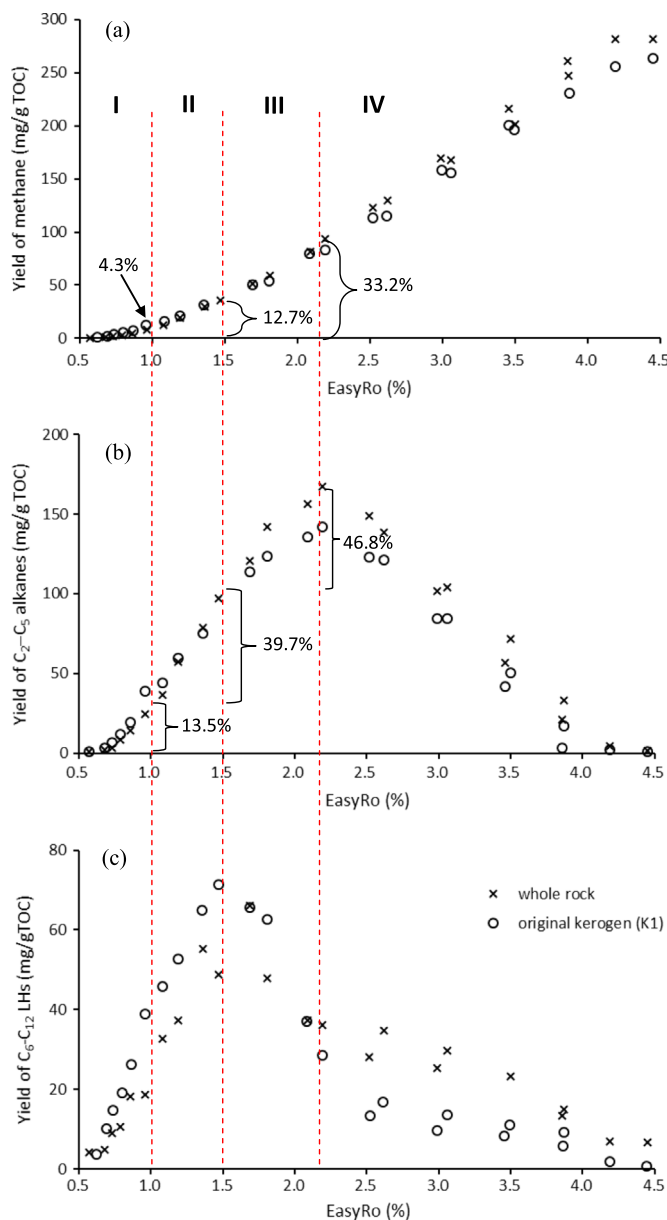 (a)
300
250
200
150
100
50
0
Yield of methane (mg/g TOC)
I II III IV
4.3%
12.7%
33.2%
0.5 1.0 1.5 2.0 2.5 3.0 3.5 4.0 4.5
EasyRo (%)
(b)
200
150
100
50
0
Yield of C₂–C₅ alkanes (mg/g TOC)
46.8%
39.7%
13.5%
0.5 1.0 1.5 2.0 2.5 3.0 3.5 4.0 4.5
EasyRo (%)
(c)
80
60
40
20
0
Yield of C₆-C₁₂ LHs (mg/gTOC)
whole rock
original kerogen (K1)
0.5 1.0 1.5 2.0 2.5 3.0 3.5 4.0 4.5
EasyRo (%)